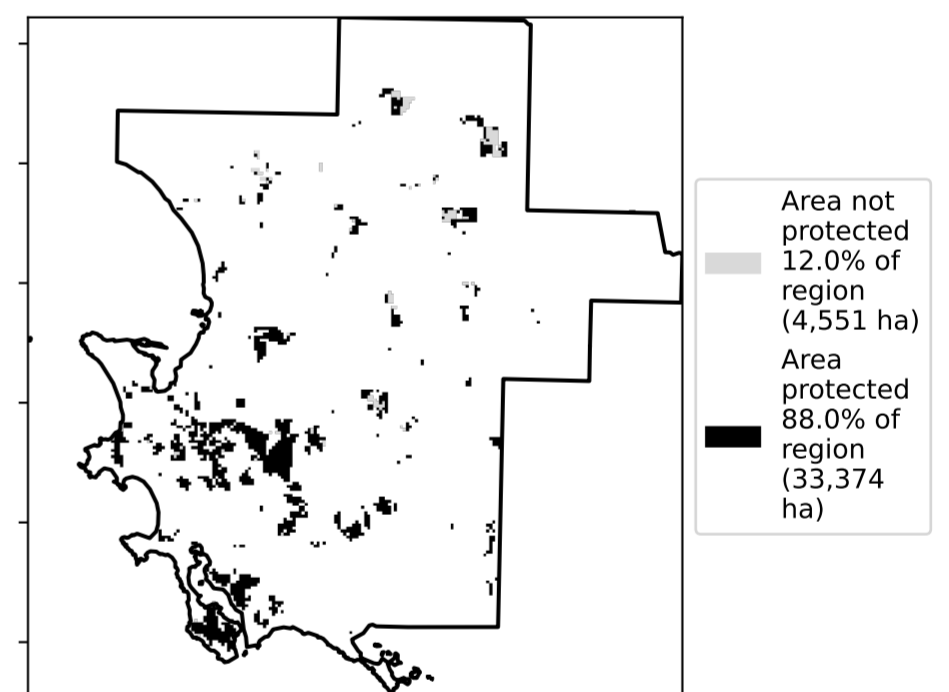 Area not
protected
12.0% of
region
(4,551 ha)
Area
protected
88.0% of
region
(33,374
ha)